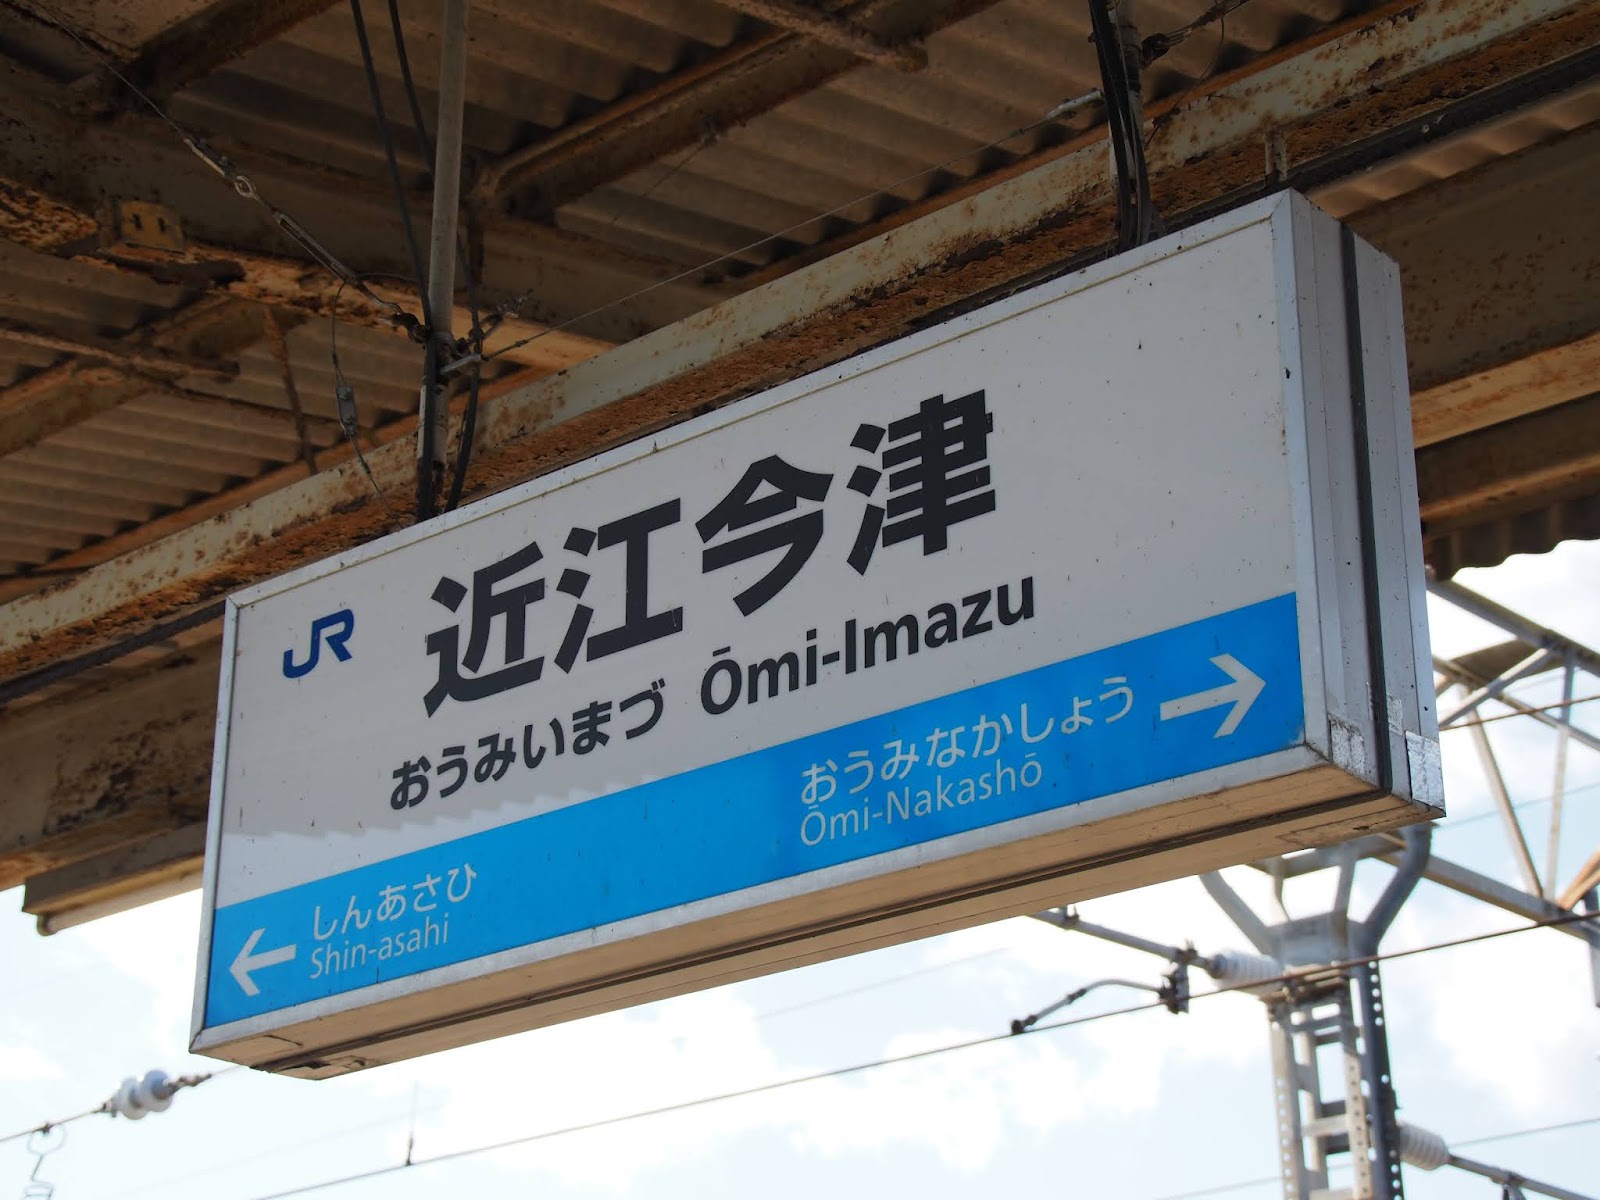 JR
近江今津
おうみいまづ Ōmi-Imazu
おうみなかしょう →
Ōmi-Nakashō
← しんあさひ
Shin-asahi